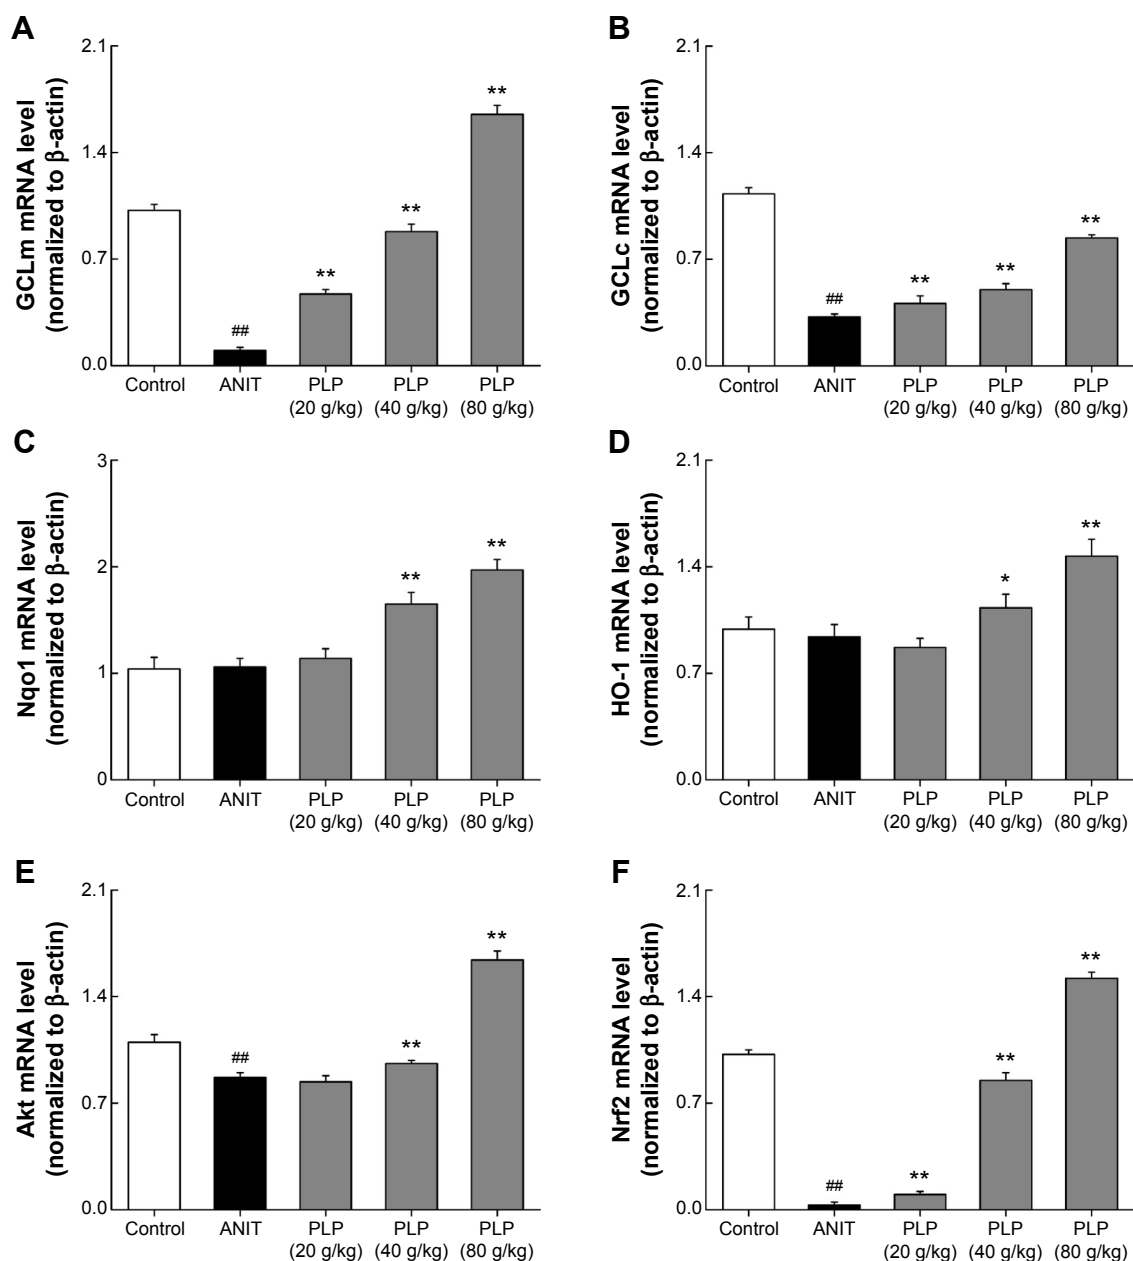 A
GCLm mRNA level
(normalized to β-actin)
2.1
1.4
0.7
0.0
##
**
**
**
Control
ANIT
PLP
(20 g/kg)
PLP
(40 g/kg)
PLP
(80 g/kg)
B
GCLc mRNA level
(normalized to β-actin)
2.1
1.4
0.7
0.0
##
**
**
**
Control
ANIT
PLP
(20 g/kg)
PLP
(40 g/kg)
PLP
(80 g/kg)
C
Nqo1 mRNA level
(normalized to β-actin)
3
2
1
0
**
**
Control
ANIT
PLP
(20 g/kg)
PLP
(40 g/kg)
PLP
(80 g/kg)
D
HO-1 mRNA level
(normalized to β-actin)
2.1
1.4
0.7
0.0
*
**
Control
ANIT
PLP
(20 g/kg)
PLP
(40 g/kg)
PLP
(80 g/kg)
E
Akt mRNA level
(normalized to β-actin)
2.1
1.4
0.7
0.0
##
**
**
Control
ANIT
PLP
(20 g/kg)
PLP
(40 g/kg)
PLP
(80 g/kg)
F
Nrf2 mRNA level
(normalized to β-actin)
2.1
1.4
0.7
0.0
##
**
**
**
Control
ANIT
PLP
(20 g/kg)
PLP
(40 g/kg)
PLP
(80 g/kg)